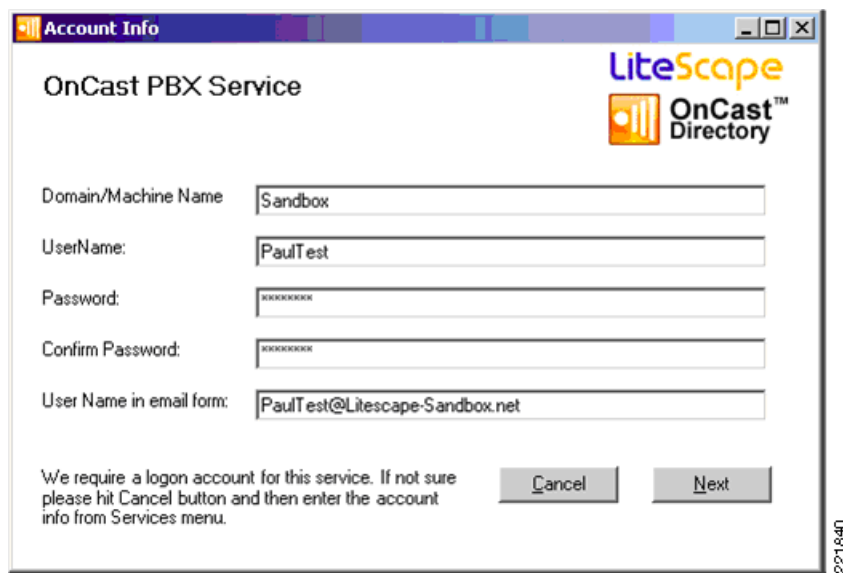 Account Info
OnCast PBX Service
LiteScape
OnCast™
Directory
Domain/Machine Name
Sandbox
UserName:
PaulTest
Password:
********
Confirm Password:
********
User Name in email form:
PaulTest@Litescape-Sandbox.net
We require a logon account for this service. If not sure
please hit Cancel button and then enter the account
info from Services menu.
Cancel
Next
221840